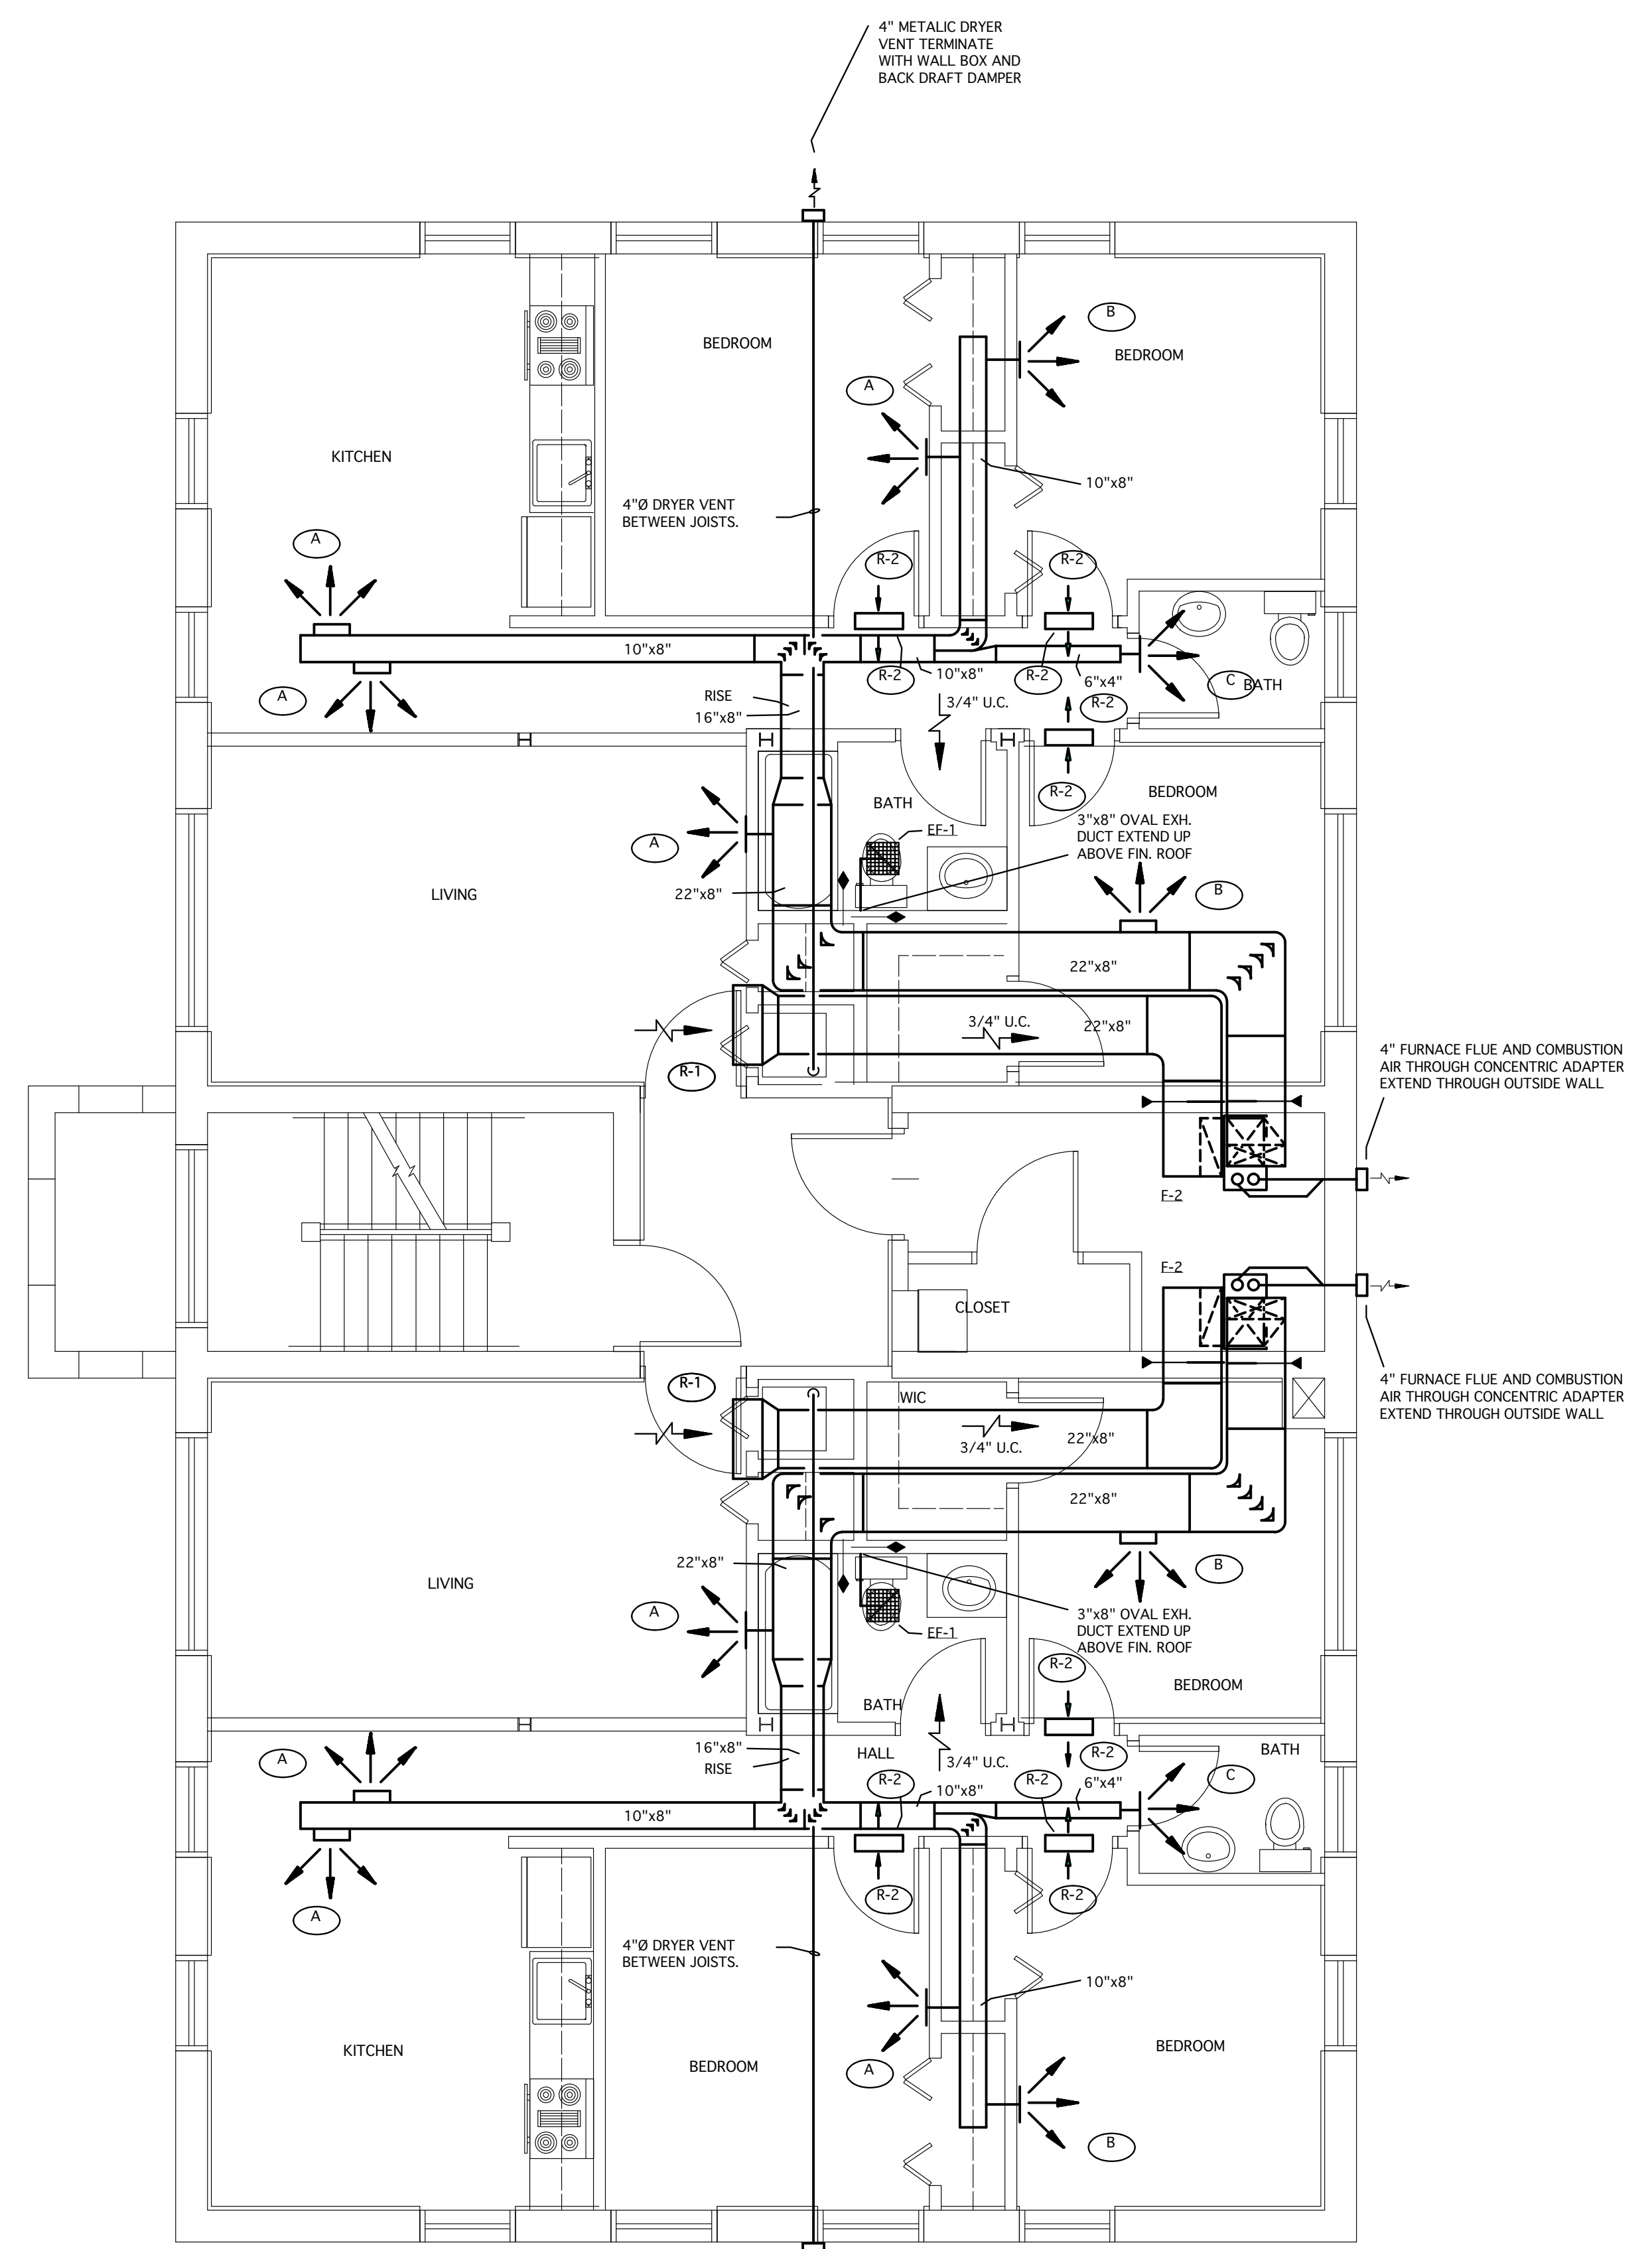 4" METALIC DRYER
VENT TERMINATE
WITH WALL BOX AND
BACK DRAFT DAMPER
B
BEDROOM
BEDROOM
A
KITCHEN
10"x8"
4"Ø DRYER VENT
BETWEEN JOISTS.
A
R-2
R-2
10"x8"
R-2
10"x8"
R-2
6"x4"
C
BATH
A
RISE
16"x8"
3/4" U.C.
R-2
BEDROOM
R-2
BATH
EF-1
3"x8" OVAL EXH.
DUCT EXTEND UP
ABOVE FIN. ROOF
A
LIVING
22"x8"
B
22"x8"
3/4" U.C.
22"x8"
R-1
4" FURNACE FLUE AND COMBUSTION
AIR THROUGH CONCENTRIC ADAPTER
EXTEND THROUGH OUTSIDE WALL
F-2
F-2
CLOSET
4" FURNACE FLUE AND COMBUSTION
AIR THROUGH CONCENTRIC ADAPTER
EXTEND THROUGH OUTSIDE WALL
R-1
WIC
22"x8"
3/4" U.C.
22"x8"
22"x8"
B
LIVING
A
3"x8" OVAL EXH.
DUCT EXTEND UP
ABOVE FIN. ROOF
EF-1
R-2
BEDROOM
BATH
16"x8"
RISE
HALL
3/4" U.C.
R-2
BATH
A
R-2
10"x8"
R-2
6"x4"
C
10"x8"
R-2
R-2
A
4"Ø DRYER VENT
BETWEEN JOISTS.
10"x8"
KITCHEN
BEDROOM
A
BEDROOM
B